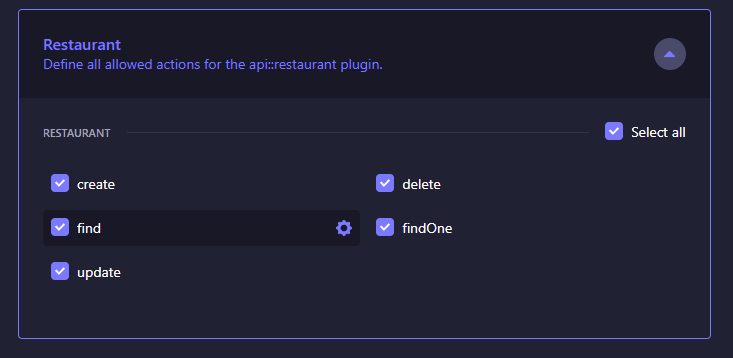 Restaurant
Define all allowed actions for the api::restaurant plugin.
RESTAURANT
Select all
create
delete
find
findOne
update